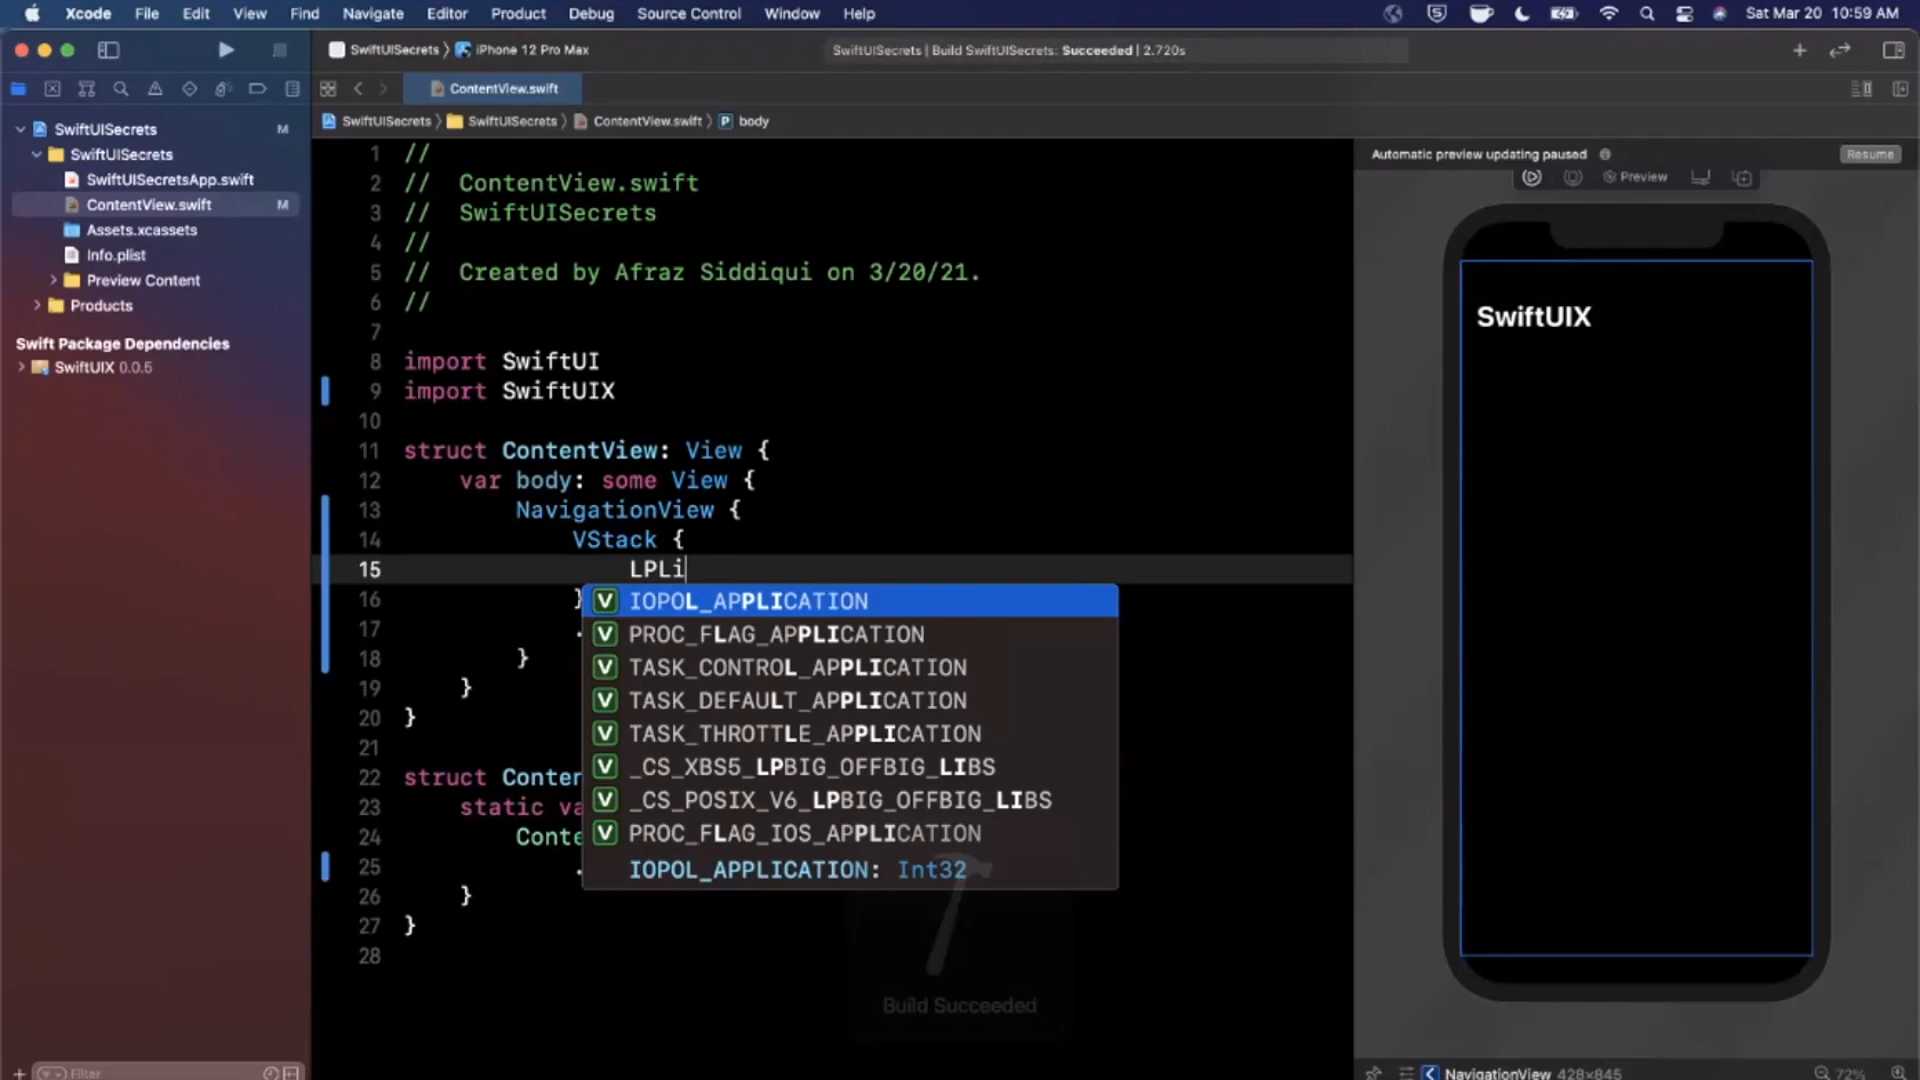 Xcode File Edit View Find Navigate Editor Product Debug Source Control Window Help Sat Mar 20 10:59 AM
SwiftUISecrets iPhone 12 Pro Max SwiftUISecrets | Build SwiftUISecrets: Succeeded | 2.720s
ContentView.swift
SwiftUISecrets SwiftUISecrets ContentView.swift P body
SwiftUISecrets M
SwiftUISecrets
SwiftUISecretsApp.swift
ContentView.swift M
Assets.xcassets
Info.plist
Preview Content
Products
Swift Package Dependencies
SwiftUIX 0.0.5
Filter
1 //
2 // ContentView.swift
3 // SwiftUISecrets
4 //
5 // Created by Afraz Siddiqui on 3/20/21.
6 //
7
8 import SwiftUI
9 import SwiftUIX
10
11 struct ContentView: View {
12 var body: some View {
13 NavigationView {
14 VStack {
15 LPLi
16 }
17 .
18 }
19 }
20 }
21
22 struct Conten
23 static va
24 Conte
25 .
26 }
27 }
28
V IOPOL_APPLICATION
V PROC_FLAG_APPLICATION
V TASK_CONTROL_APPLICATION
V TASK_DEFAULT_APPLICATION
V TASK_THROTTLE_APPLICATION
V _CS_XBS5_LPBIG_OFFBIG_LIBS
V _CS_POSIX_V6_LPBIG_OFFBIG_LIBS
V PROC_FLAG_IOS_APPLICATION
IOPOL_APPLICATION: Int32
Build Succeeded
Automatic preview updating paused Resume
Preview
SwiftUIX
NavigationView 428x845 72%